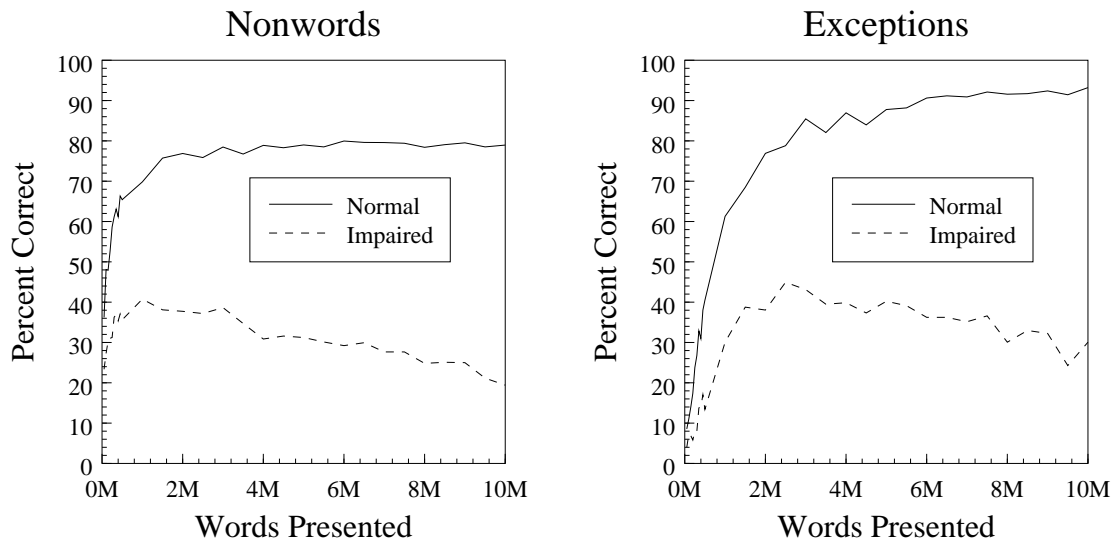 Nonwords
100
90
80
70
60
50
40
30
20
10
0
Percent Correct
Normal
Impaired
0M 2M 4M 6M 8M 10M
Words Presented
Exceptions
100
90
80
70
60
50
40
30
20
10
0
Percent Correct
Normal
Impaired
0M 2M 4M 6M 8M 10M
Words Presented